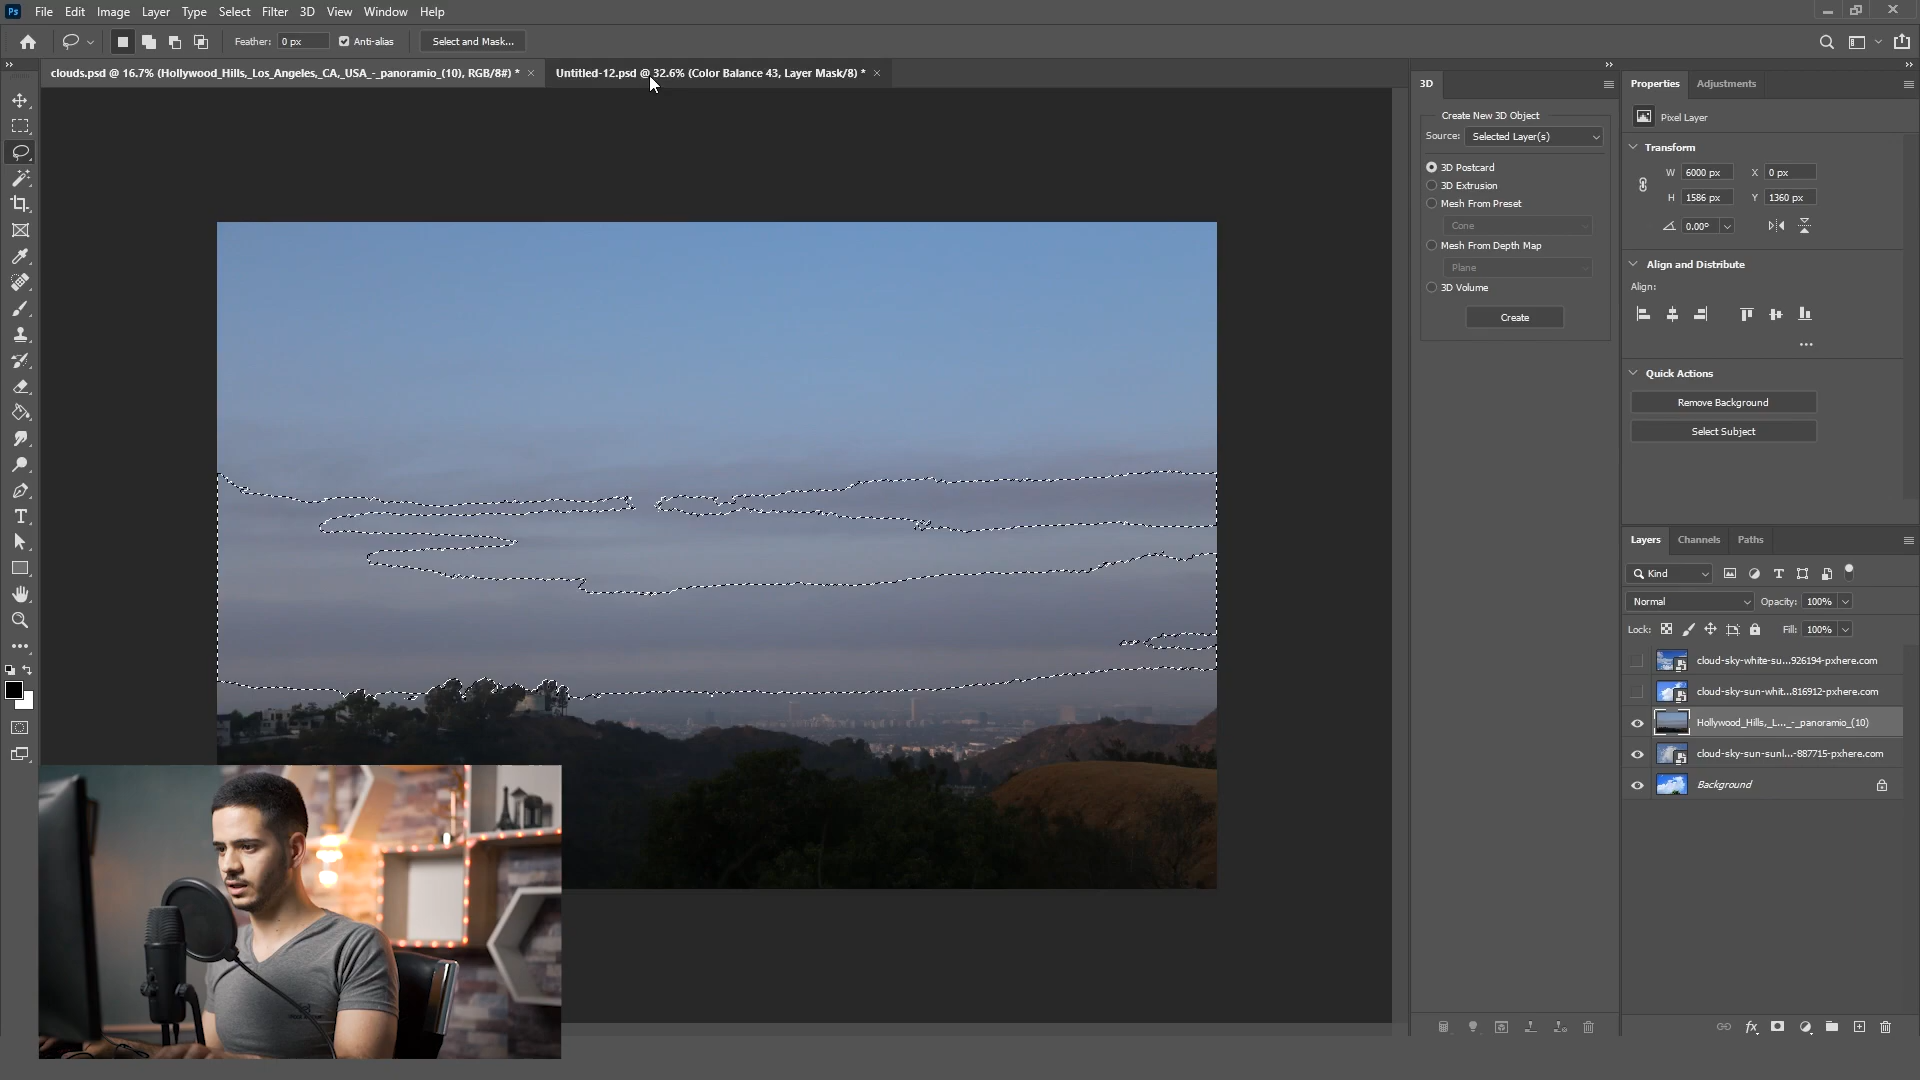 Ps File Edit Image Layer Type Select Filter 3D View Window Help
Feather: 0 px Anti-alias Select and Mask...
clouds.psd @ 16.7% (Hollywood_Hills,_Los_Angeles,_CA,_USA_-_panoramio_(10), RGB/8#) * ×
Untitled-12.psd @ 32.6% (Color Balance 43, Layer Mask/8) * ×
3D
Create New 3D Object
Source: Selected Layer(s)
3D Postcard
3D Extrusion
Mesh From Preset
Cone
Mesh From Depth Map
Plane
3D Volume
Create
Properties Adjustments
Pixel Layer
Transform
W 6000 px X 0 px
H 1586 px Y 1360 px
0.00°
Align and Distribute
Align:
Quick Actions
Remove Background
Select Subject
Layers Channels Paths
Kind
Normal Opacity: 100%
Lock: Fill: 100%
cloud-sky-white-su...926194-pxhere.com
cloud-sky-sun-whit...816912-pxhere.com
Hollywood_Hills,_L..._-_panoramio_(10)
cloud-sky-sun-sunl...-887715-pxhere.com
Background
fx